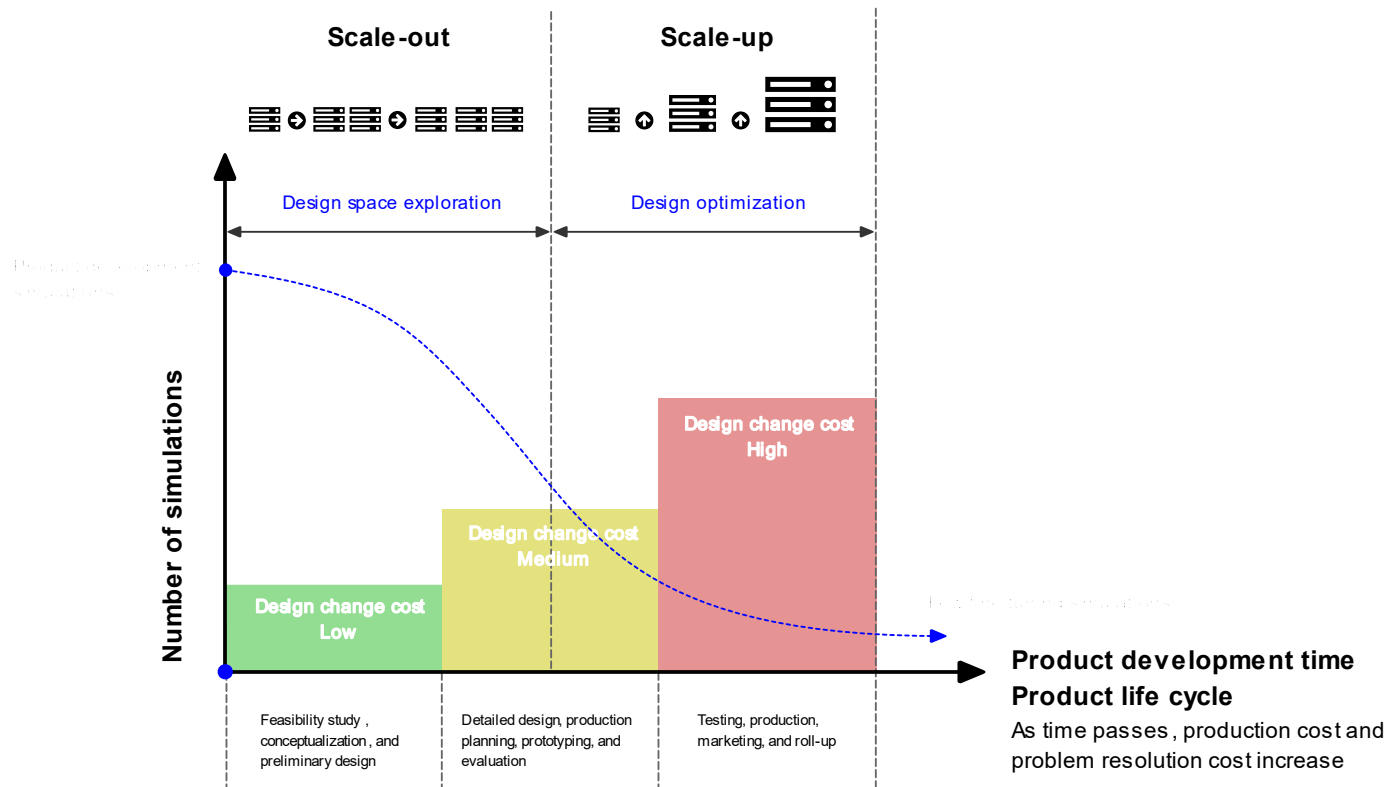 Scale-out
Scale-up
Design space exploration
Design optimization
Number of simulations
Design change cost
High
Design change cost
Medium
Design change cost
Low
Product development time
Product life cycle
As time passes, production cost and
problem resolution cost increase
Feasibility study,
conceptualization, and
preliminary design
Detailed design, production
planning, prototyping, and
evaluation
Testing, production,
marketing, and roll-up